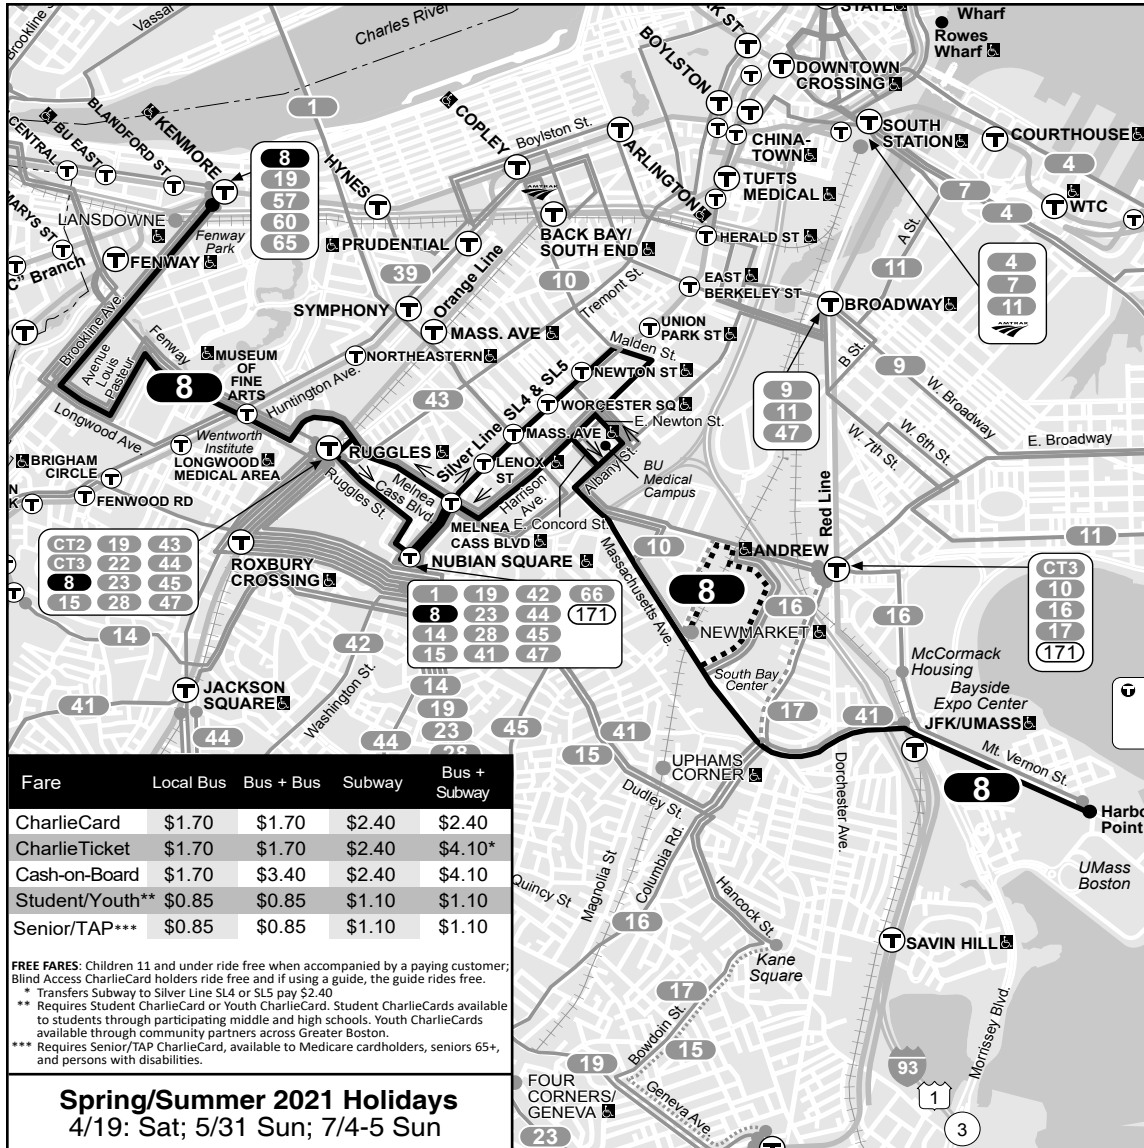 Brookline St.
Vassar
Charles River
Wharf
Rowes
Wharf
STATE
BOYLSTON
DOWNTOWN
CROSSING
SOUTH
STATION
COURTHOUSE
CHINA-
TOWN
TUFTS
MEDICAL
WTC
HERALD ST
EAST
BERKELEY ST
BROADWAY
CENTRAL
BU EAST
BLANDFORD ST
KENMORE
HYNES
COPLEY
Boylston St.
ARLINGTON
1
8
19
57
60
65
4
7
4
LANSDOWNE
Fenway
Park
FENWAY
"C" Branch
PRUDENTIAL
AMTRAK
BACK BAY/
SOUTH END
39
Orange Line
10
Tremont St.
A St.
11
4
7
11
AMTRAK
SYMPHONY
MASS. AVE
NORTHEASTERN
UNION
PARK ST
Malden St.
NEWTON ST
WORCESTER SQ
E. Newton St.
MASS. AVE
LENOX
ST
Silver Line SL4 & SL5
Brookline Ave.
Avenue
Louis
Pasteur
Fenway
8
MUSEUM
OF
FINE
ARTS
Huntington Ave.
43
Longwood Ave.
Wentworth
Institute
LONGWOOD
MEDICAL AREA
BRIGHAM
CIRCLE
FENWOOD RD
RUGGLES
Melnea
Cass Blvd.
Ruggles St.
Harrison
Ave.
Albany St.
BU
Medical
Campus
E. Concord St.
MELNEA
CASS BLVD
NUBIAN SQUARE
9
11
47
B St.
9
W. Broadway
W. 6th St.
W. 7th St.
E. Broadway
Red Line
11
CT2 19 43
CT3 22 44
8 23 45
15 28 47
ROXBURY
CROSSING
1 19 42 66
8 23 44 171
14 28 45
15 41 47
10
Massachusetts Ave.
ANDREW
8
16
NEWMARKET
South Bay
Center
16
CT3
10
16
17
171
McCormack
Housing
Bayside
Expo Center
JFK/UMASS
Mt. Vernon St.
8
Point
UMass
Boston
14
42
Washington St.
41
JACKSON
SQUARE
44
44
14
19
23
28
45
41
15
17
41
UPHAMS
CORNER
Dudley St.
Dorchester Ave.
Magnolia St
Columbia Rd.
Quincy St
Hancock St.
16
Kane
Square
SAVIN HILL
17
Bowdoin St.
15
Morrissey Blvd.
19
FOUR
CORNERS/
GENEVA
Geneva Ave.
23
93
1
3
Fare Local Bus Bus + Bus Subway Bus +
Subway
CharlieCard $1.70 $1.70 $2.40 $2.40
CharlieTicket $1.70 $1.70 $2.40 $4.10*
Cash-on-Board $1.70 $3.40 $2.40 $4.10
Student/Youth** $0.85 $0.85 $1.10 $1.10
Senior/TAP*** $0.85 $0.85 $1.10 $1.10
FREE FARES: Children 11 and under ride free when accompanied by a paying customer;
Blind Access CharlieCard holders ride free and if using a guide, the guide rides free.
* Transfers Subway to Silver Line SL4 or SL5 pay $2.40
** Requires Student CharlieCard or Youth CharlieCard. Student CharlieCards available
to students through participating middle and high schools. Youth CharlieCards
available through community partners across Greater Boston.
*** Requires Senior/TAP CharlieCard, available to Medicare cardholders, seniors 65+,
and persons with disabilities.
Spring/Summer 2021 Holidays
4/19: Sat; 5/31 Sun; 7/4-5 Sun